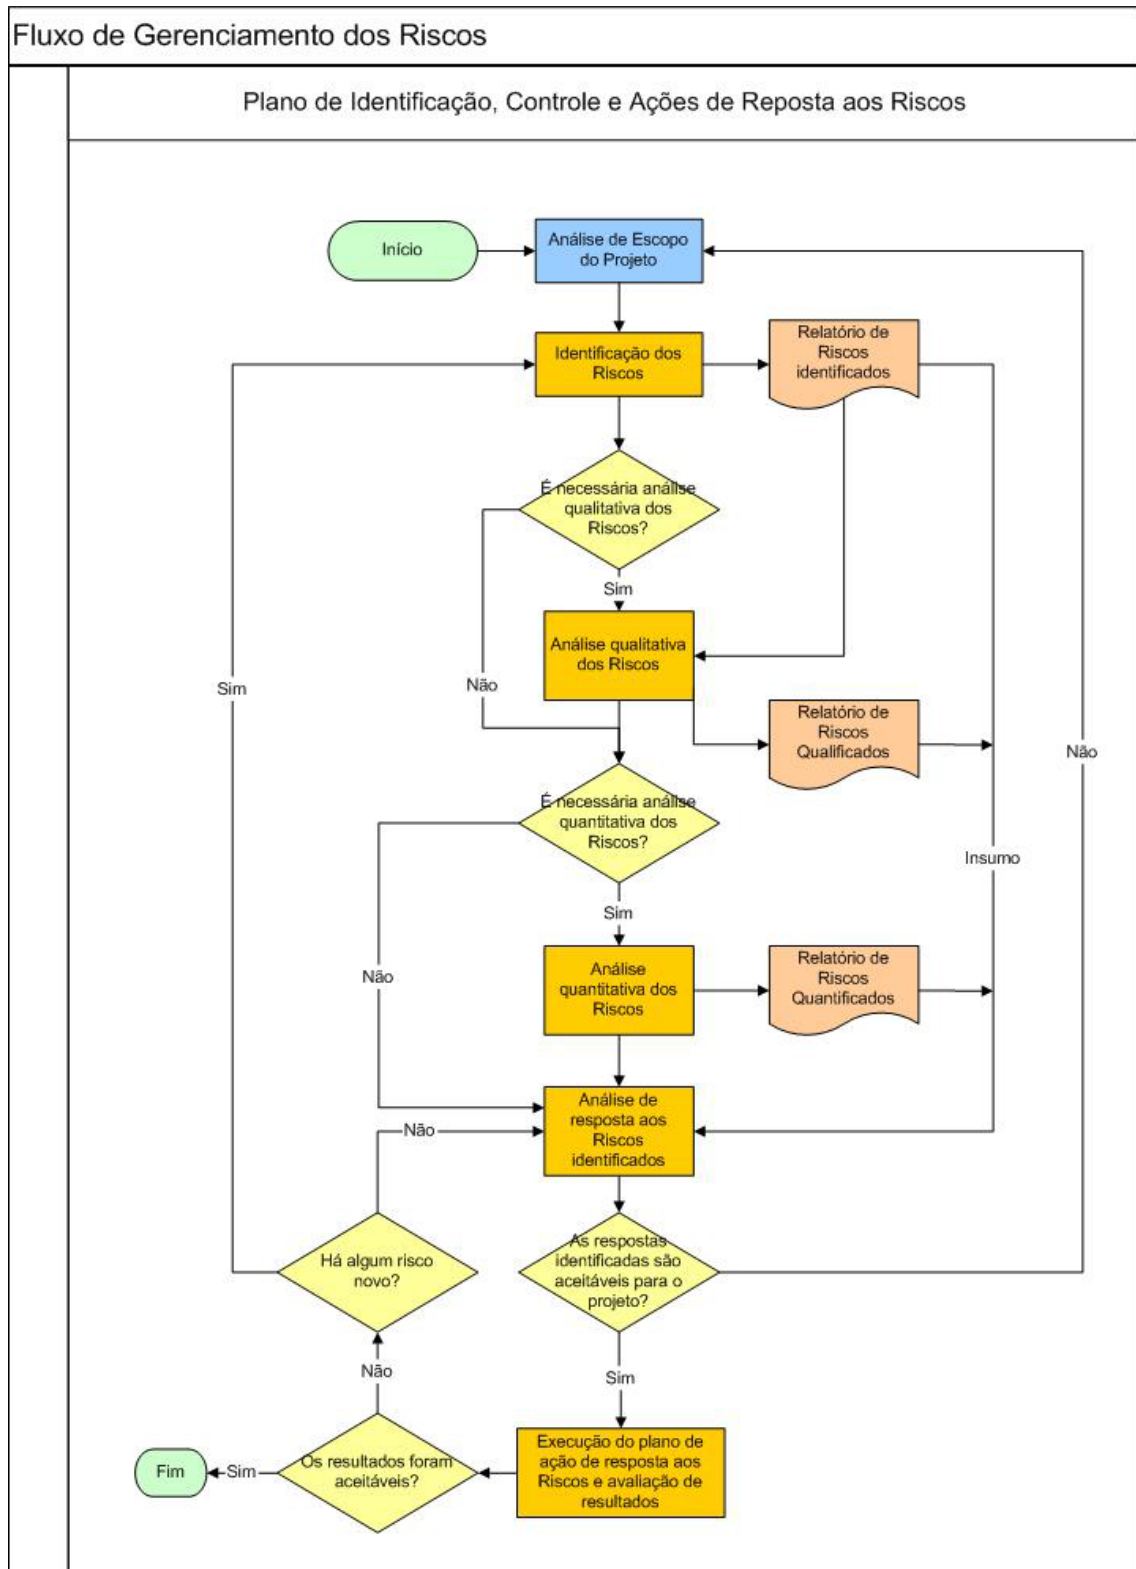 Fluxo de Gerenciamento dos Riscos
Plano de Identificação, Controle e Ações de Reposta aos Riscos
Início
Análise de Escopo
do Projeto
Identificação dos
Riscos
Relatório de
Riscos
identificados
É necessária análise
qualitativa dos
Riscos?
Sim
Análise qualitativa
dos Riscos
Sim
Não
Relatório de
Riscos
Qualificados
Não
É necessária análise
quantitativa dos
Riscos?
Insumo
Sim
Não
Análise
quantitativa dos
Riscos
Relatório de
Riscos
Quantificados
Análise de
resposta aos
Riscos
identificados
Não
Há algum risco
novo?
As respostas
identificadas são
aceitáveis para o
projeto?
Não
Sim
Fim
Sim
Os resultados foram
aceitáveis?
Execução do plano de
ação de resposta aos
Riscos e avaliação de
resultados